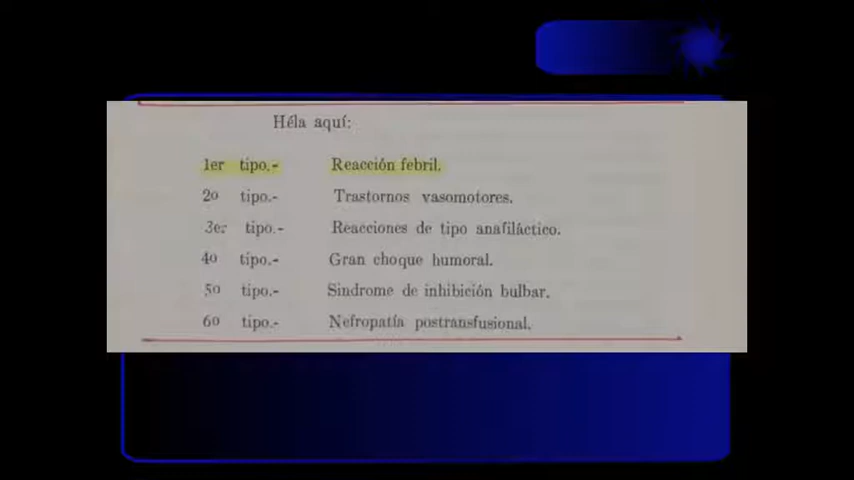 Héla aquí:
1er tipo.- Reacción febril.
2o tipo.- Trastornos vasomotores.
3er tipo.- Reacciones de tipo anafiláctico.
4o tipo.- Gran choque humoral.
5o tipo.- Sindrome de inhibición bulbar.
6o tipo.- Nefropatía postransfusional.